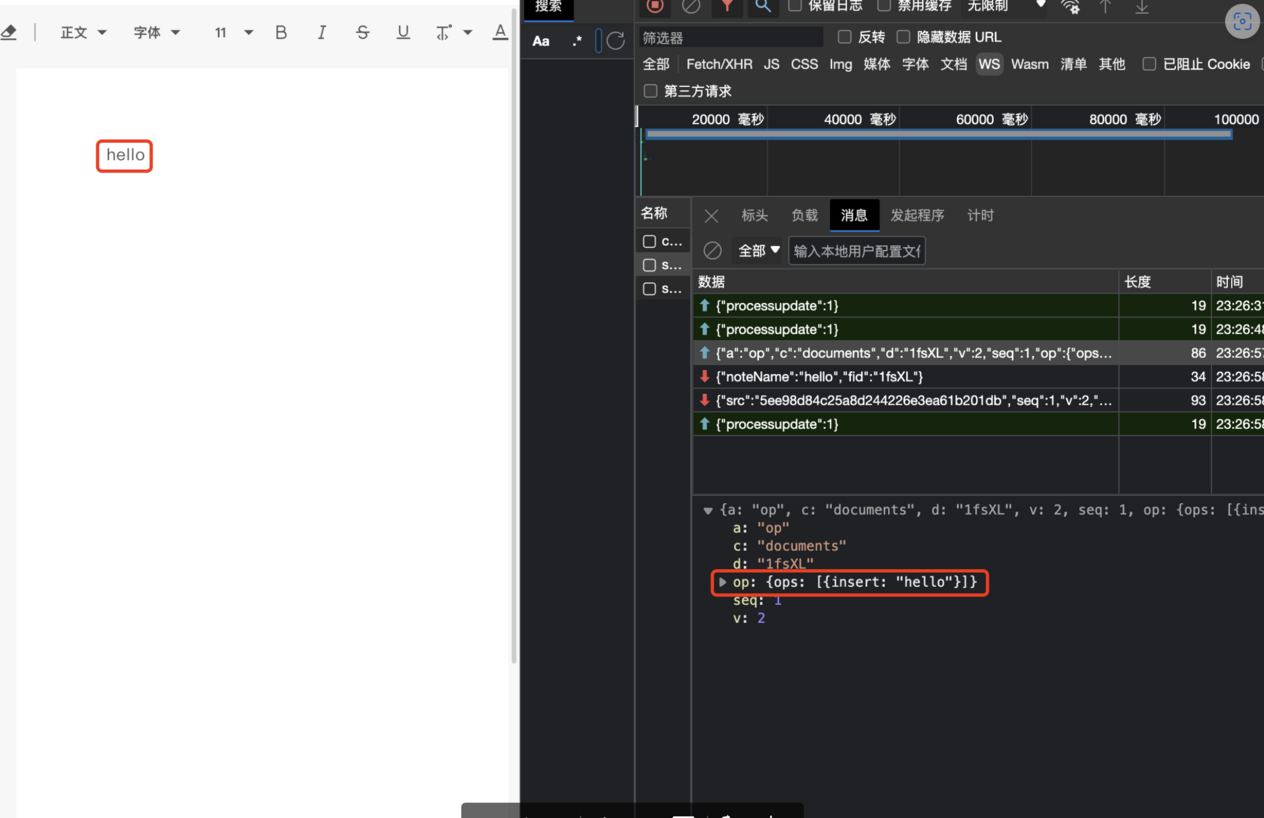 搜索
保留日志 禁用缓存 无限制
正文 字体 11 B I S U T A
Aa .*
筛选器 反转 隐藏数据 URL
全部 Fetch/XHR JS CSS Img 媒体 字体 文档 WS Wasm 清单 其他 已阻止 Cookie
第三方请求
20000 毫秒 40000 毫秒 60000 毫秒 80000 毫秒 100000
hello
名称 标头 负载 消息 发起程序 计时
c...
全部 输入本地用户配置文
s...
s...
数据 长度 时间
{"processupdate":1} 19 23:26:31
{"processupdate":1} 19 23:26:48
{"a":"op","c":"documents","d":"1fsXL","v":2,"seq":1,"op":{"ops... 86 23:26:57
{"noteName":"hello","fid":"1fsXL"} 34 23:26:58
{"src":"5ee98d84c25a8d244226e3ea61b201db","seq":1,"v":2,"... 93 23:26:58
{"processupdate":1} 19 23:26:58
{a: "op", c: "documents", d: "1fsXL", v: 2, seq: 1, op: {ops: [{ins
a: "op"
c: "documents"
d: "1fsXL"
op: {ops: [{insert: "hello"}]}
seq: 1
v: 2